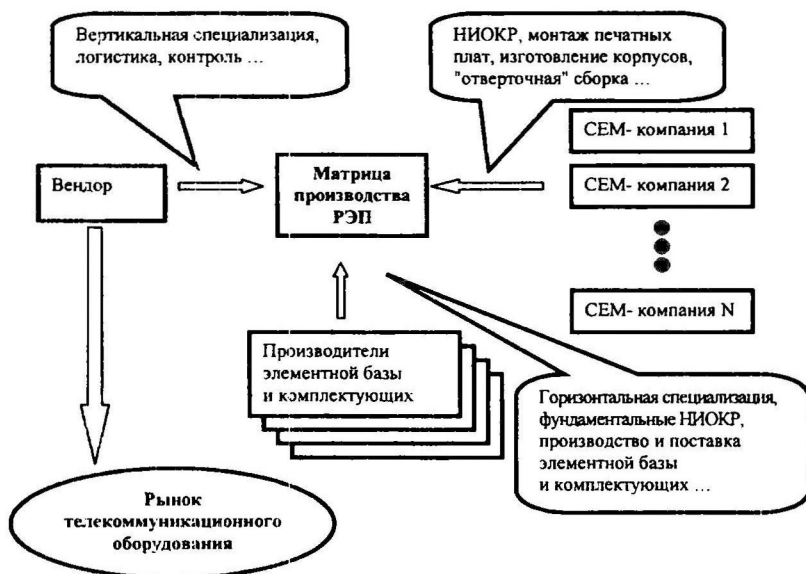 Вертикальная специализация,
логистика, контроль ...
НИОКР, монтаж печатных
плат, изготовление корпусов,
"отверточная" сборка ...
СЕМ- компания 1
Вендор
Матрица
производства
РЭП
СЕМ- компания 2
СЕМ- компания N
Производители
элементной базы
и комплектующих
Горизонтальная специализация,
фундаментальные НИОКР,
производство и поставка
элементной базы
и комплектующих ...
Рынок
телекоммуникационного
оборудования